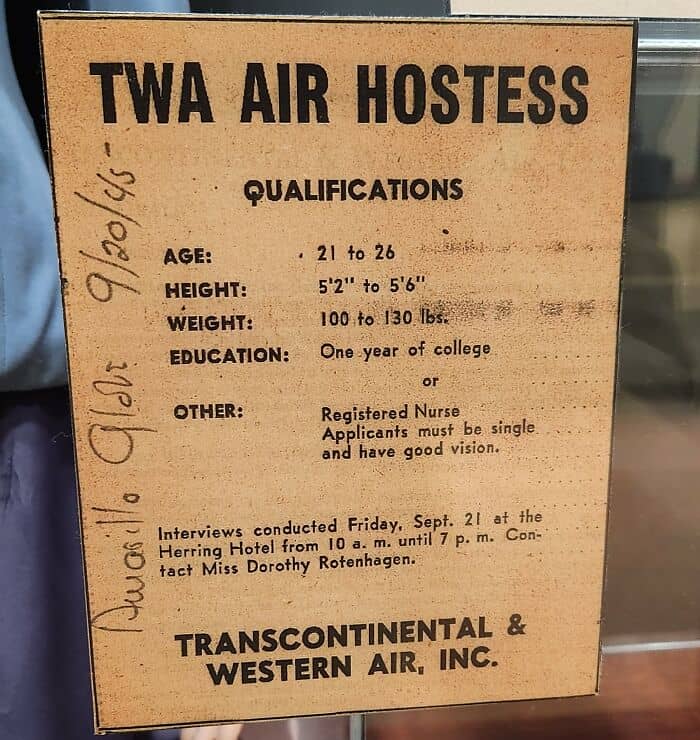 TWA AIR HOSTESS
QUALIFICATIONS
AGE: 21 to 26
HEIGHT: 5'2" to 5'6"
WEIGHT: 100 to 130 lbs.
EDUCATION: One year of college
or
OTHER: Registered Nurse
Applicants must be single
and have good vision.
Interviews conducted Friday, Sept. 21 at the
Herring Hotel from 10 a. m. until 7 p. m. Con-
tact Miss Dorothy Rotenhagen.
TRANSCONTINENTAL &
WESTERN AIR, INC.
Amarillo Globe 9/20/45-